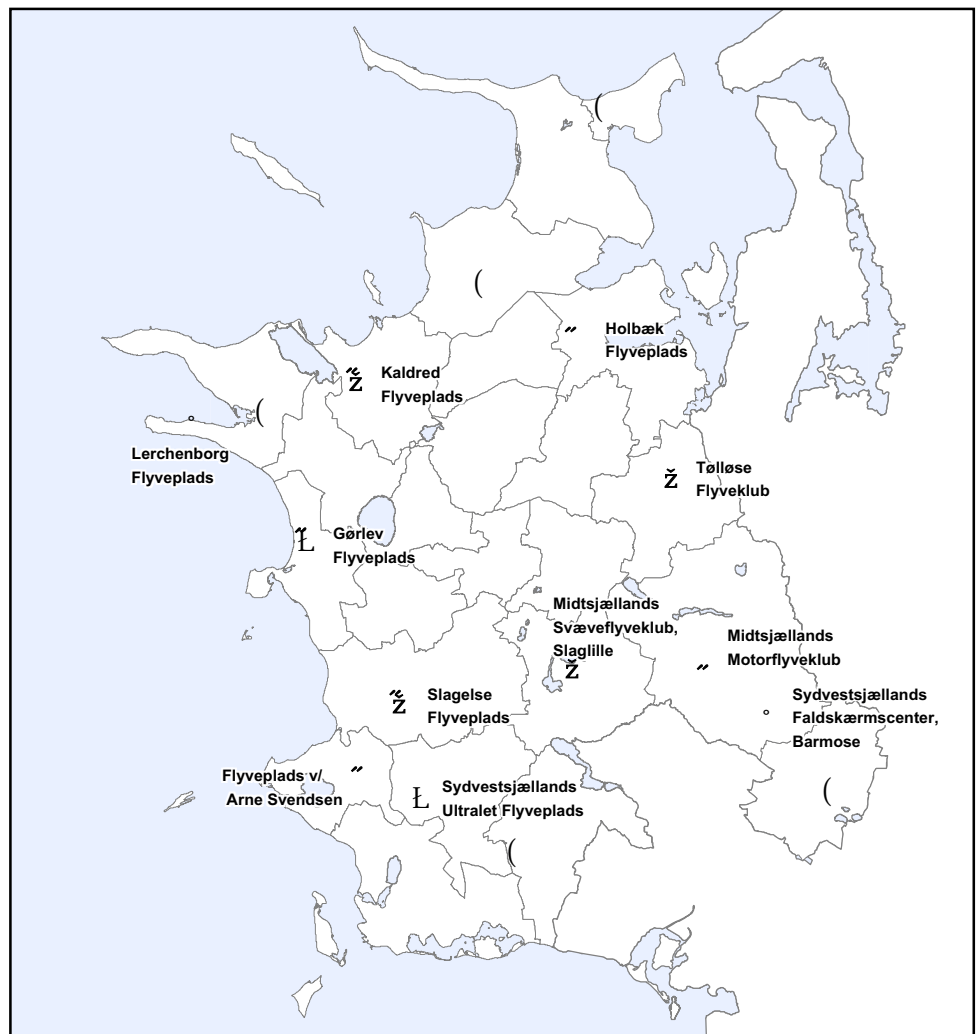 Holbæk
Flyveplads
Kaldred
Flyveplads
Lerchenborg
Flyveplads
Tølløse
Flyveklub
Gørlev
Flyveplads
Midtsjællands
Svæveflyveklub,
Slaglille
Midtsjællands
Motorflyveklub
Slagelse
Flyveplads
Sydvestsjællands
Faldskærmscenter,
Barmose
Flyveplads v/
Arne Svendsen
Sydvestsjællands
Ultralet Flyveplads